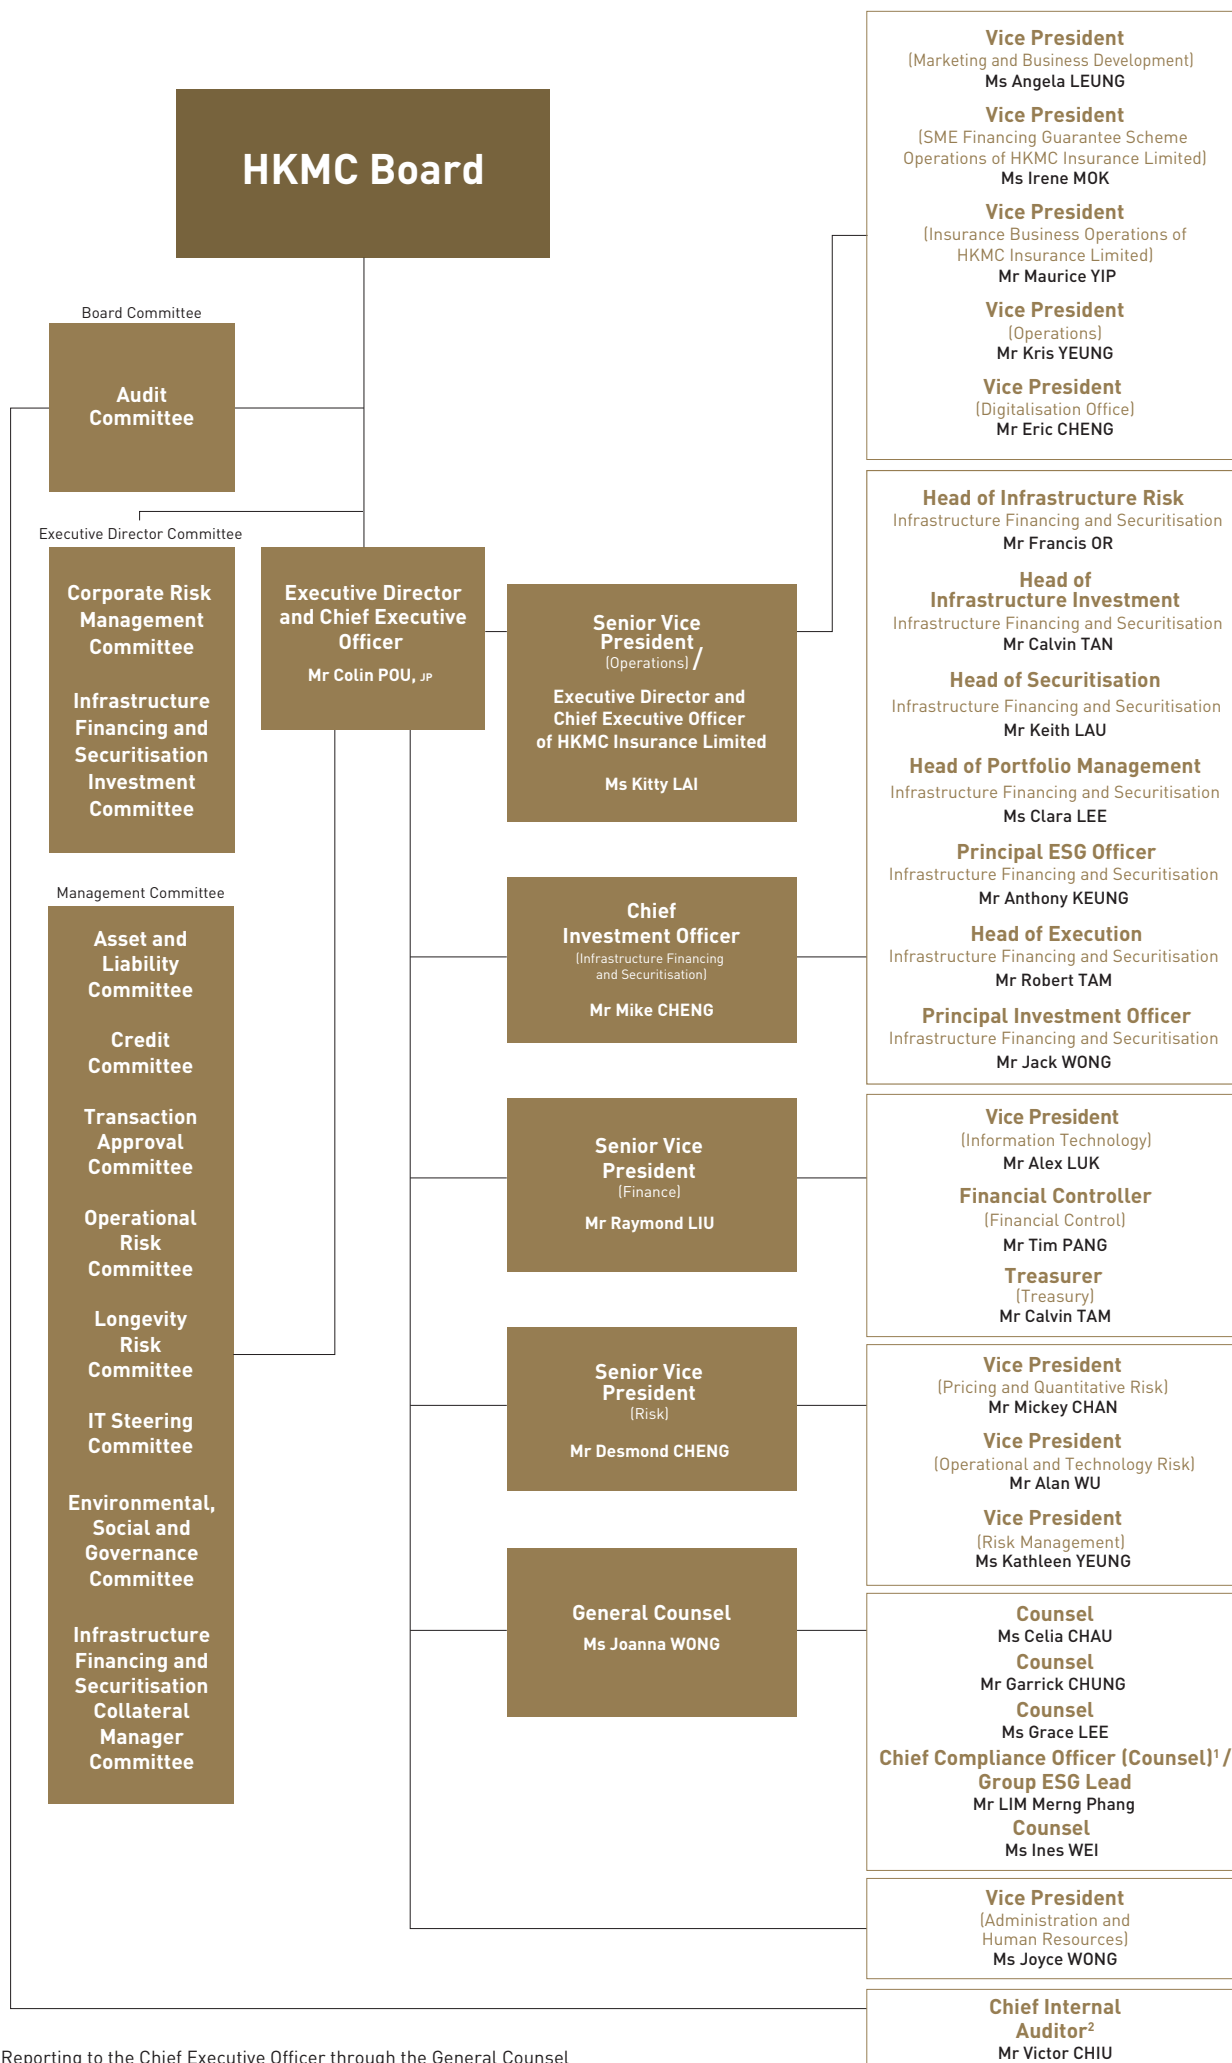 HKMC Board
Board Committee
Audit
Committee
Executive Director Committee
Corporate Risk
Management
Committee
Infrastructure
Financing and
Securitisation
Investment
Committee
Management Committee
Asset and
Liability
Committee
Credit
Committee
Transaction
Approval
Committee
Operational
Risk
Committee
Longevity
Risk
Committee
IT Steering
Committee
Environmental,
Social and
Governance
Committee
Infrastructure
Financing and
Securitisation
Collateral
Manager
Committee
Executive Director
and Chief Executive
Officer
Mr Colin POU, JP
Senior Vice
President
(Operations) /
Executive Director and
Chief Executive Officer
of HKMC Insurance Limited
Ms Kitty LAI
Chief
Investment Officer
(Infrastructure Financing
and Securitisation)
Mr Mike CHENG
Senior Vice
President
(Finance)
Mr Raymond LIU
Senior Vice
President
(Risk)
Mr Desmond CHENG
General Counsel
Ms Joanna WONG
Vice President
(Marketing and Business Development)
Ms Angela LEUNG
Vice President
(SME Financing Guarantee Scheme
Operations of HKMC Insurance Limited)
Ms Irene MOK
Vice President
(Insurance Business Operations of
HKMC Insurance Limited)
Mr Maurice YIP
Vice President
(Operations)
Mr Kris YEUNG
Vice President
(Digitalisation Office)
Mr Eric CHENG
Head of Infrastructure Risk
Infrastructure Financing and Securitisation
Mr Francis OR
Head of
Infrastructure Investment
Infrastructure Financing and Securitisation
Mr Calvin TAN
Head of Securitisation
Infrastructure Financing and Securitisation
Mr Keith LAU
Head of Portfolio Management
Infrastructure Financing and Securitisation
Ms Clara LEE
Principal ESG Officer
Infrastructure Financing and Securitisation
Mr Anthony KEUNG
Head of Execution
Infrastructure Financing and Securitisation
Mr Robert TAM
Principal Investment Officer
Infrastructure Financing and Securitisation
Mr Jack WONG
Vice President
(Information Technology)
Mr Alex LUK
Financial Controller
(Financial Control)
Mr Tim PANG
Treasurer
(Treasury)
Mr Calvin TAM
Vice President
(Pricing and Quantitative Risk)
Mr Mickey CHAN
Vice President
(Operational and Technology Risk)
Mr Alan WU
Vice President
(Risk Management)
Ms Kathleen YEUNG
Counsel
Ms Celia CHAU
Counsel
Mr Garrick CHUNG
Counsel
Ms Grace LEE
Chief Compliance Officer (Counsel)¹ /
Group ESG Lead
Mr LIM Merng Phang
Counsel
Ms Ines WEI
Vice President
(Administration and
Human Resources)
Ms Joyce WONG
Chief Internal
Auditor²
Mr Victor CHIU
Reporting to the Chief Executive Officer through the General Counsel